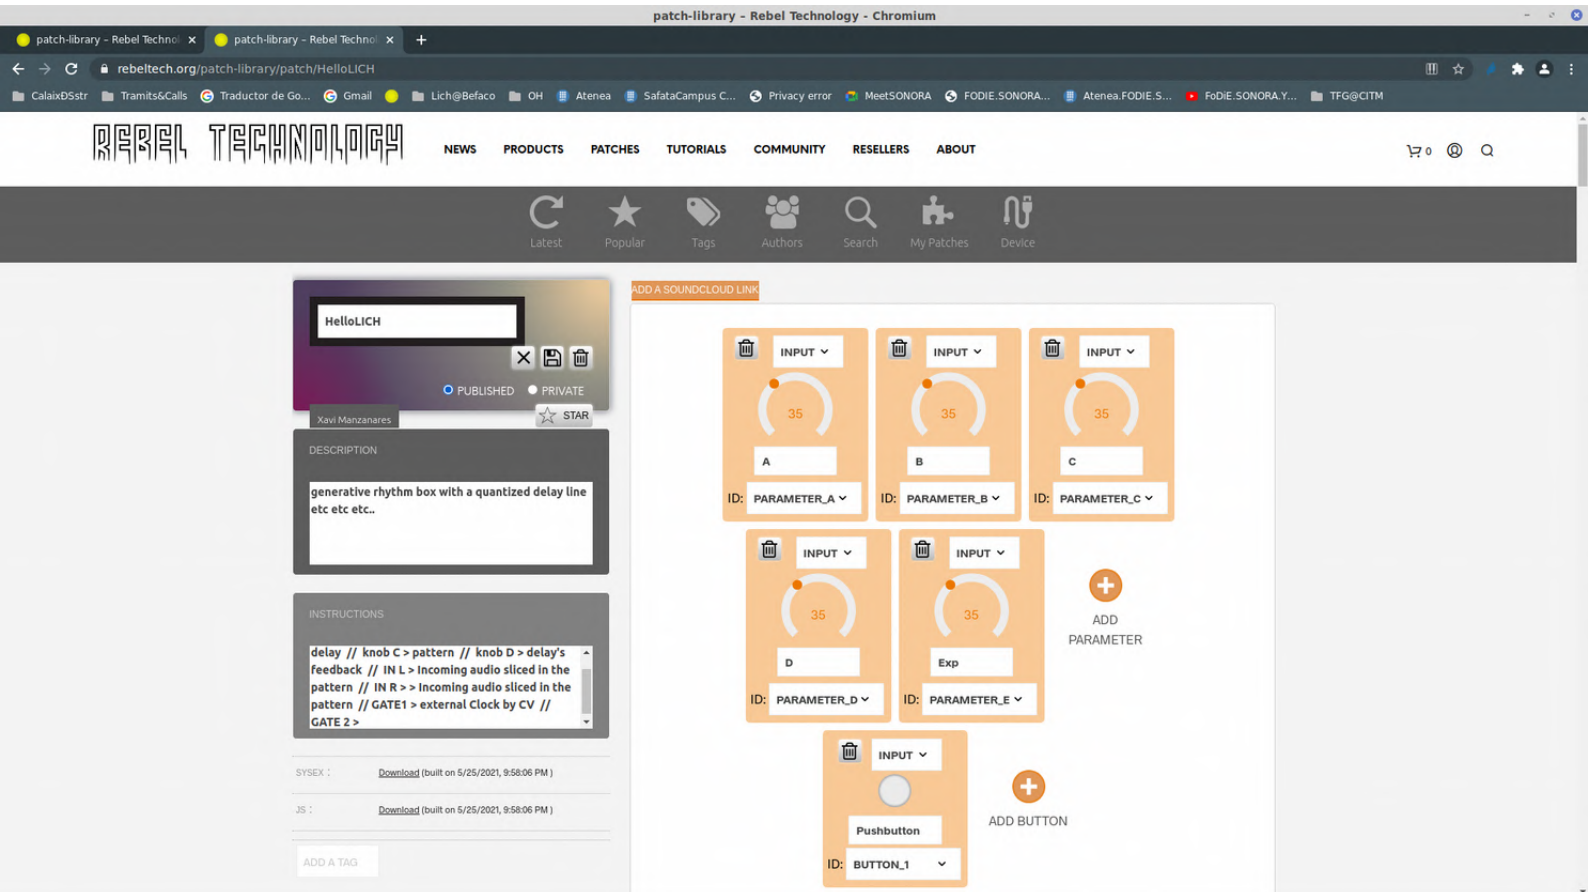 patch-library – Rebel Technology - Chromium
patch-library – Rebel Technol
patch-library – Rebel Technol
rebeltech.org/patch-library/patch/HelloLICH
CalaixÐSstr Tramits&Calls Traductor de Go... Gmail Lich@Befaco OH Atenea SafataCampus C... Privacy error MeetSONORA FODIE.SONORA... Atenea.FODIE.S... FoDiE.SONORA.Y... TFG@CITM
REBEL TECHNOLOGY
NEWS PRODUCTS PATCHES TUTORIALS COMMUNITY RESELLERS ABOUT
0
Latest Popular Tags Authors Search My Patches Device
HelloLICH
PUBLISHED PRIVATE
Xavi Manzanares
STAR
DESCRIPTION
generative rhythm box with a quantized delay line
etc etc etc..
INSTRUCTIONS
delay // knob C > pattern // knob D > delay's
feedback // IN L > Incoming audio sliced in the
pattern // IN R > > Incoming audio sliced in the
pattern // GATE1 > external Clock by CV //
GATE 2 >
SYSEX : Download (built on 5/25/2021, 9:58:06 PM )
JS : Download (built on 5/25/2021, 9:58:06 PM )
ADD A TAG
ADD A SOUNDCLOUD LINK
INPUT INPUT INPUT
35 35 35
A B C
ID: PARAMETER_A ID: PARAMETER_B ID: PARAMETER_C
INPUT INPUT
35 35
D Exp
ID: PARAMETER_D ID: PARAMETER_E
ADD
PARAMETER
INPUT
Pushbutton
ID: BUTTON_1
ADD BUTTON